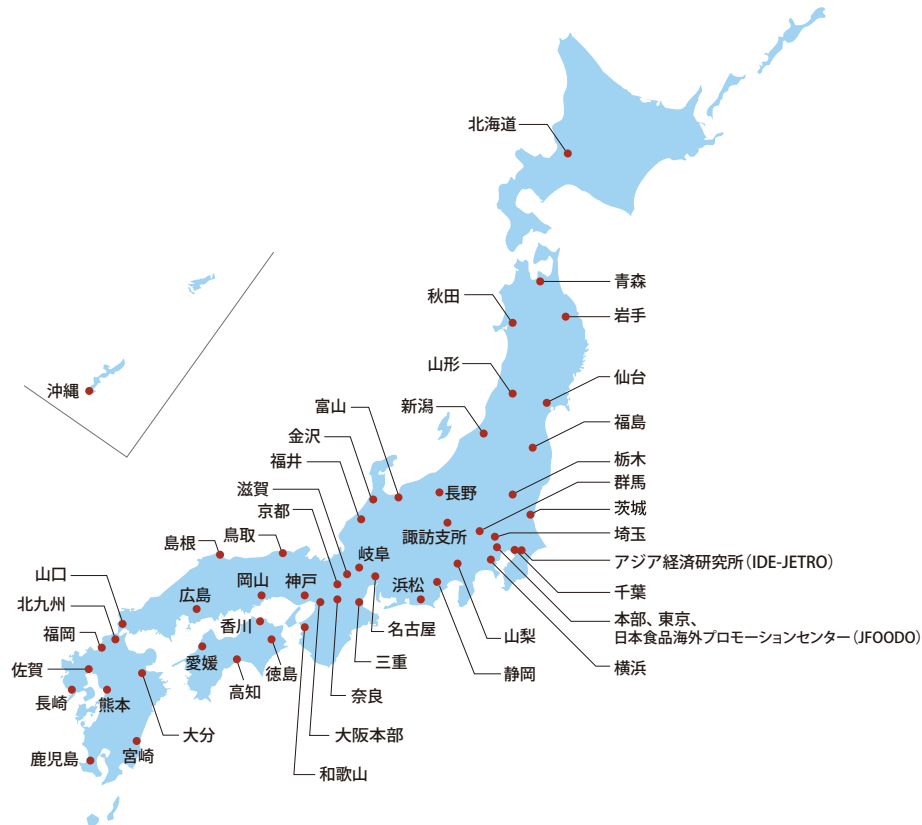 北海道
青森
秋田
岩手
山形
仙台
沖縄
富山
新潟
福島
金沢
福井
栃木
滋賀
群馬
長野
京都
茨城
諏訪支所
埼玉
鳥取
島根
岐阜
アジア経済研究所（IDE-JETRO）
山口
岡山
神戸
浜松
千葉
広島
北九州
本部、東京、
日本食品海外プロモーションセンター（JFOODO）
香川
名古屋
山梨
福岡
愛媛
三重
横浜
佐賀
徳島
静岡
高知
奈良
長崎
熊本
大分
大阪本部
宮崎
鹿児島
和歌山